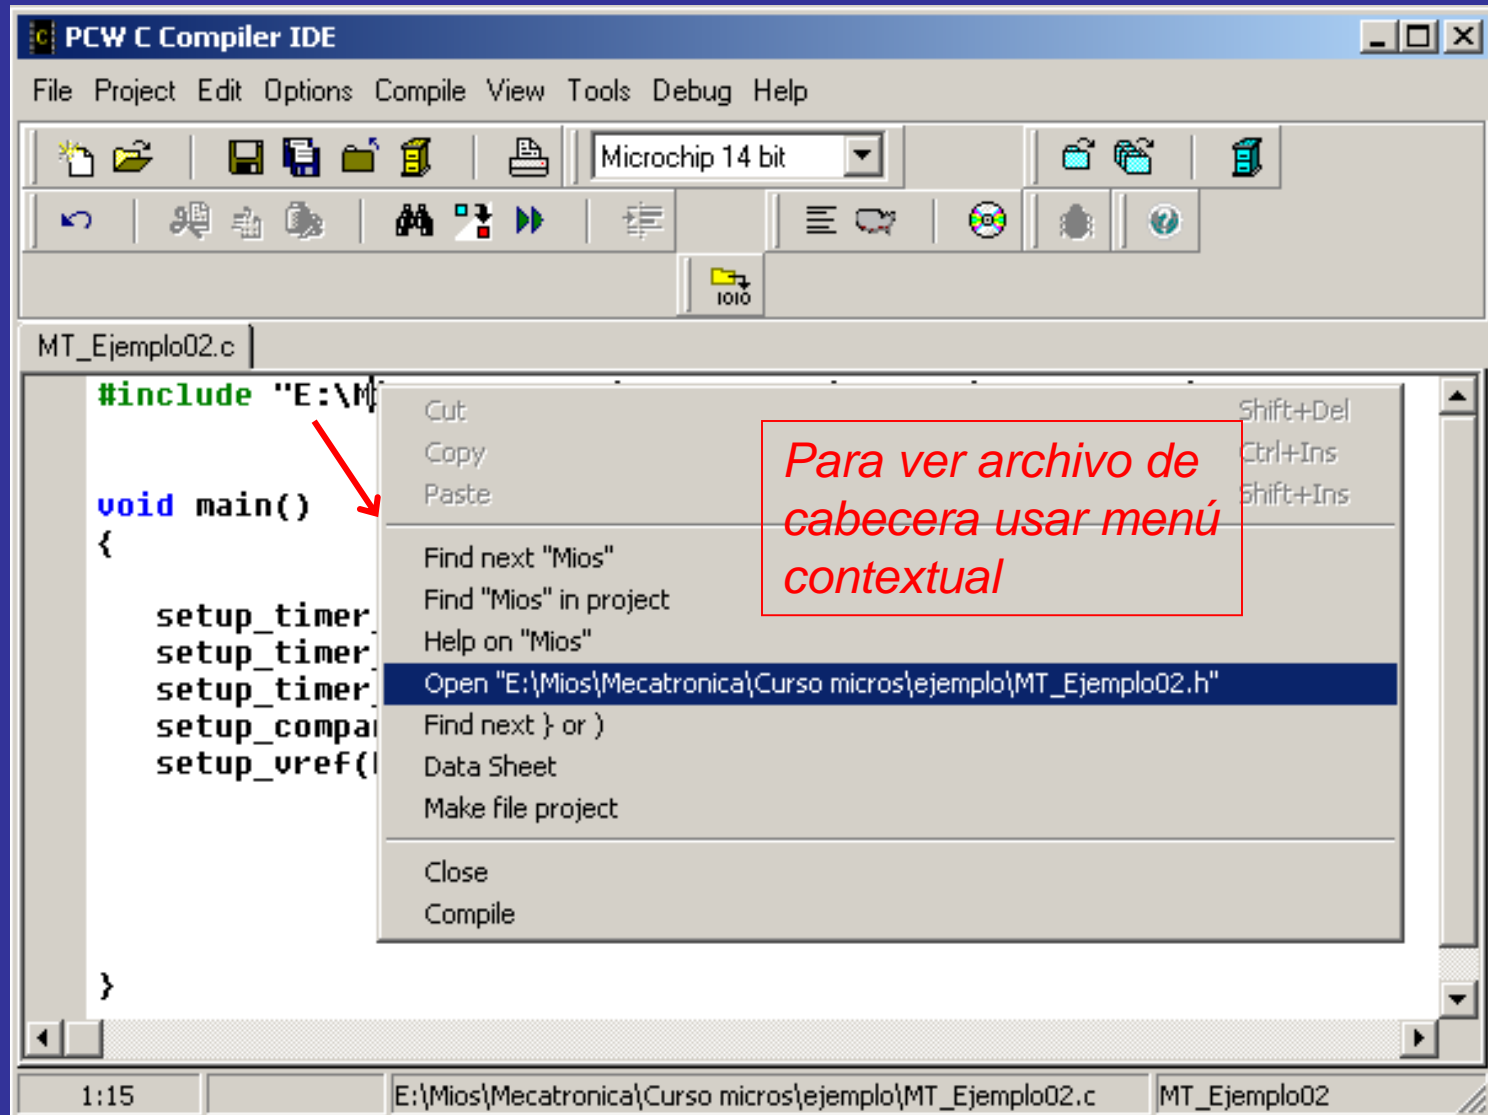 PCW C Compiler IDE
File Project Edit Options Compile View Tools Debug Help
Microchip 14 bit
1010
MT_Ejemplo02.c
#include "E:\M
Cut Shift+Del
Copy Ctrl+Ins
Paste Shift+Ins
Para ver archivo de
cabecera usar menú
contextual
void main()
{
Find next "Mios"
Find "Mios" in project
Help on "Mios"
Open "E:\Mios\Mecatronica\Curso micros\ejemplo\MT_Ejemplo02.h"
Find next } or )
Data Sheet
Make file project
Close
Compile
setup_timer_
setup_timer_
setup_timer_
setup_compa
setup_vref(
}
1:15 E:\Mios\Mecatronica\Curso micros\ejemplo\MT_Ejemplo02.c MT_Ejemplo02